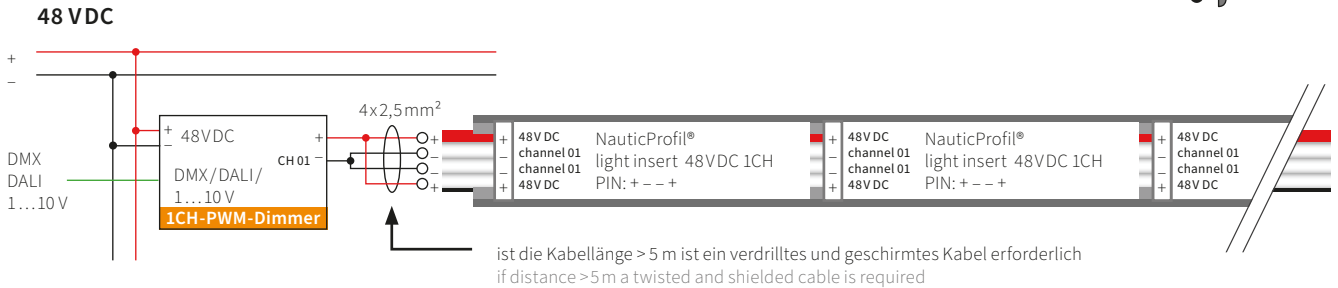 48 V DC
+
–
4x2,5mm²
+ 48VDC +
–
CH 01 –
DMX
DALI
1...10 V
DMX/DALI/
1...10 V
1CH-PWM-Dimmer
+
–
–
+
+ 48V DC
– channel 01
– channel 01
+ 48V DC
NauticProfil®
light insert 48VDC 1CH
PIN: + – – +
+ 48V DC
– channel 01
– channel 01
+ 48V DC
NauticProfil®
light insert 48VDC 1CH
PIN: + – – +
+ 48V DC
– channel 01
– channel 01
+ 48V DC
ist die Kabellänge > 5 m ist ein verdrilltes und geschirmtes Kabel erforderlich
if distance >5m a twisted and shielded cable is required